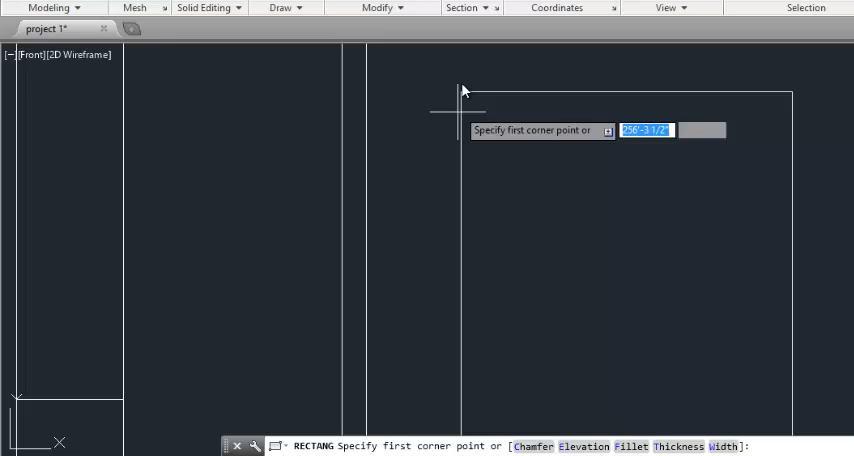 Modeling Mesh Solid Editing Draw Modify Section Coordinates View Selection
project 1*
[−][Front][2D Wireframe]
Specify first corner point or 256'-3 1/2"
RECTANG Specify first corner point or [Chamfer Elevation Fillet Thickness Width]: